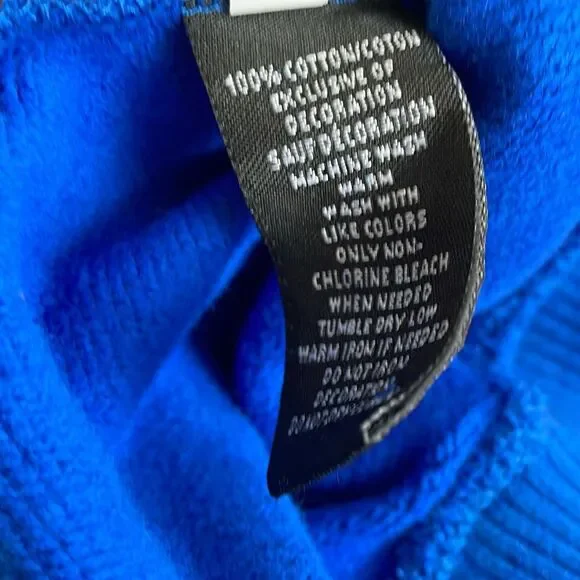 100% COTTON/COTON
EXCLUSIVE OF
DECORATION
SAUF DECORATION
MACHINE WASH
WARM
WASH WITH
LIKE COLORS
ONLY NON-
CHLORINE BLEACH
WHEN NEEDED
TUMBLE DRY LOW
WARM IRON IF NEEDED
DO NOT IRON
DECORATION